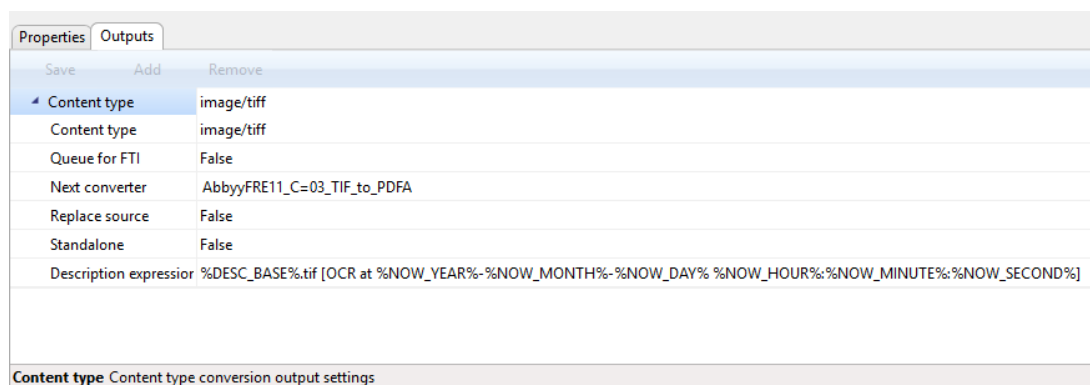 Properties Outputs
Save Add Remove
Content type image/tiff
Content type image/tiff
Queue for FTI False
Next converter AbbyyFRE11_C=03_TIF_to_PDFA
Replace source False
Standalone False
Description expression %DESC_BASE%.tif [OCR at %NOW_YEAR%-%NOW_MONTH%-%NOW_DAY% %NOW_HOUR%:%NOW_MINUTE%:%NOW_SECOND%]
Content type Content type conversion output settings